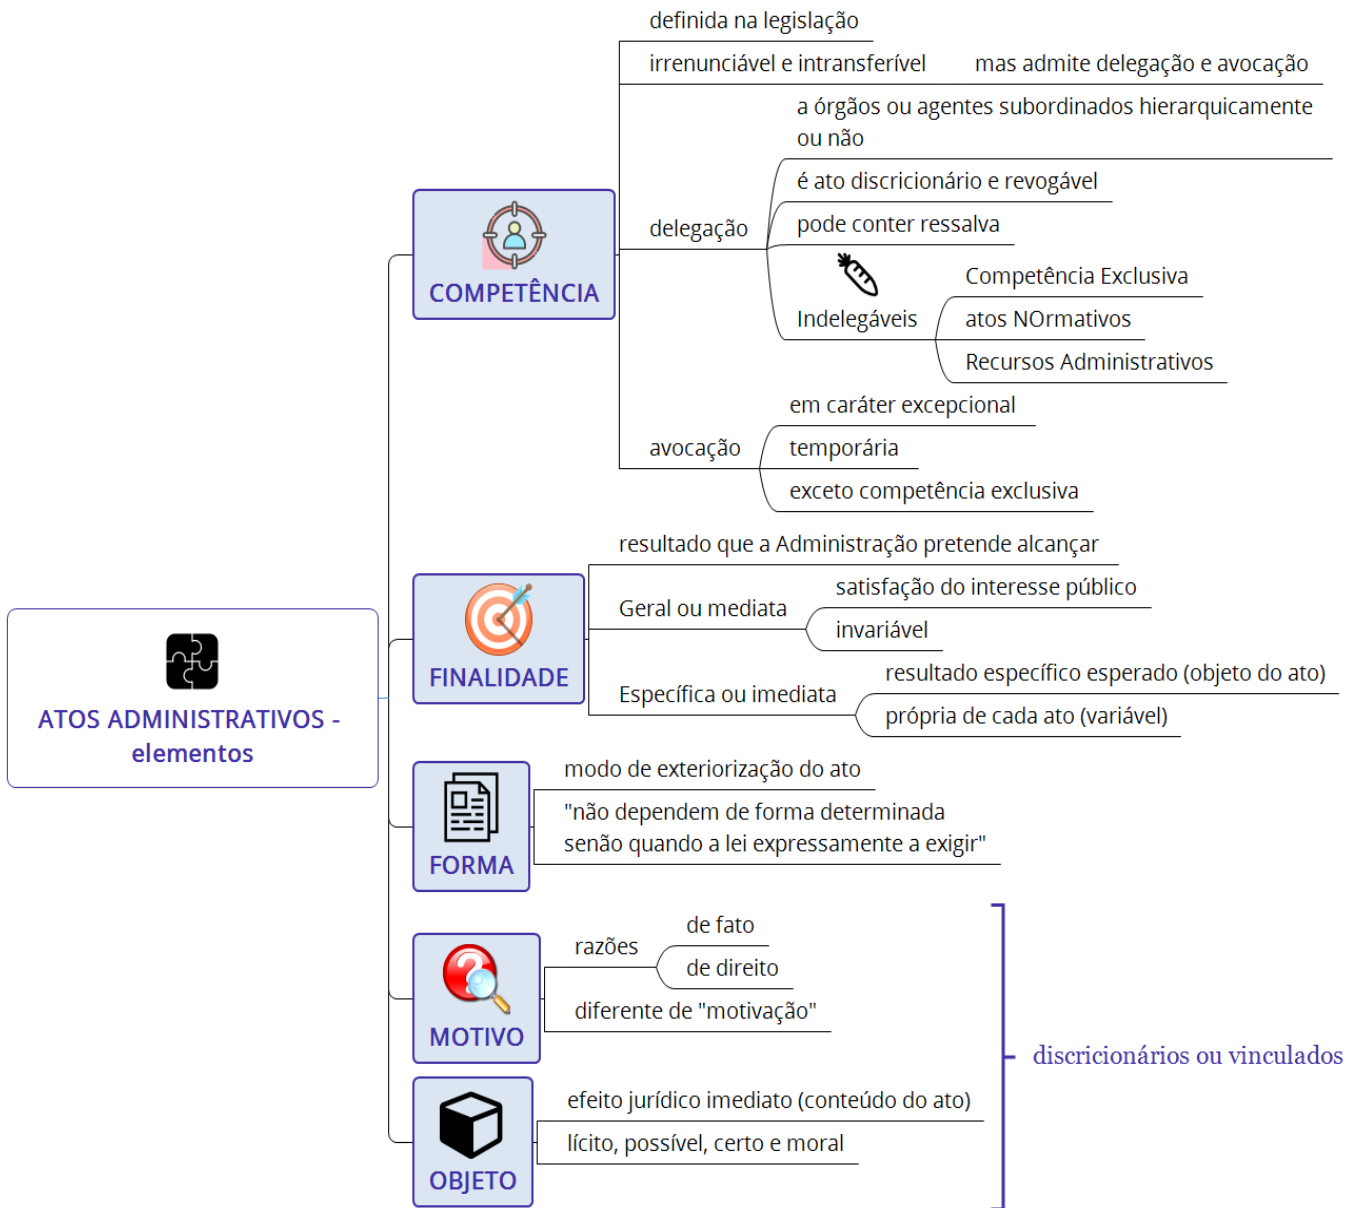 ATOS ADMINISTRATIVOS -
elementos
COMPETÊNCIA
definida na legislação
irrenunciável e intransferível
mas admite delegação e avocação
delegação
a órgãos ou agentes subordinados hierarquicamente
ou não
é ato discricionário e revogável
pode conter ressalva
Indelegáveis
Competência Exclusiva
atos NOrmativos
Recursos Administrativos
avocação
em caráter excepcional
temporária
exceto competência exclusiva
FINALIDADE
resultado que a Administração pretende alcançar
Geral ou mediata
satisfação do interesse público
invariável
Específica ou imediata
resultado específico esperado (objeto do ato)
própria de cada ato (variável)
FORMA
modo de exteriorização do ato
"não dependem de forma determinada
senão quando a lei expressamente a exigir"
MOTIVO
razões
de fato
de direito
diferente de "motivação"
OBJETO
efeito jurídico imediato (conteúdo do ato)
lícito, possível, certo e moral
discricionários ou vinculados